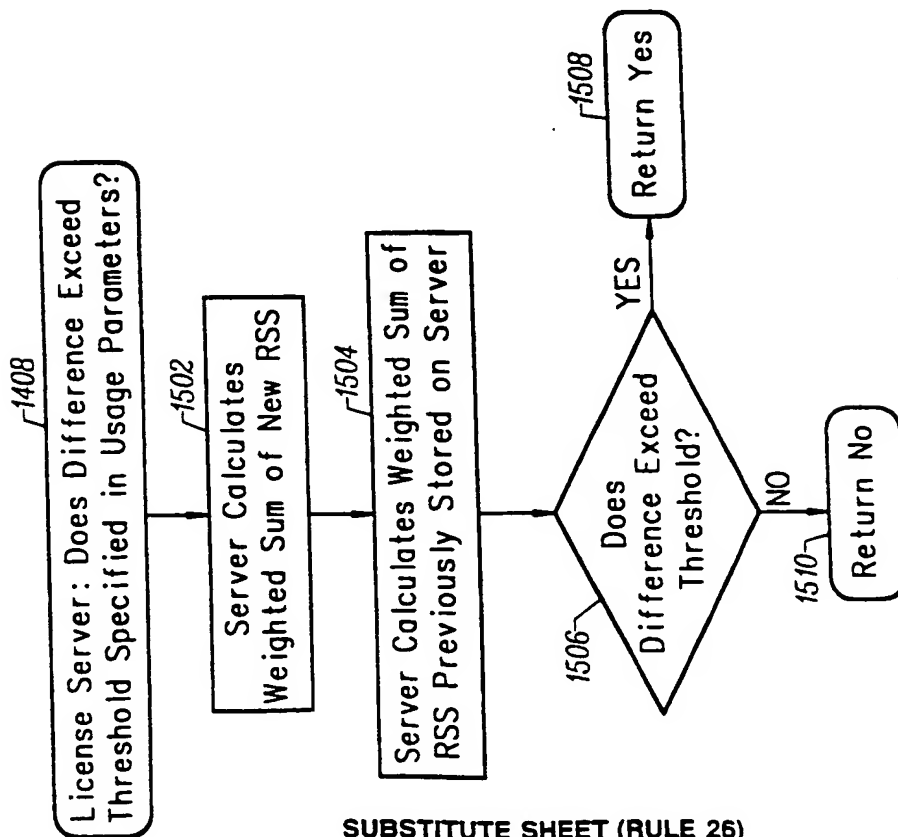 1408
License Server: Does Difference Exceed
Threshold Specified in Usage Parameters?
1502
Server Calculates
Weighted Sum of New RSS
1504
Server Calculates Weighted Sum of
RSS Previously Stored on Server
1506
Does
Difference Exceed
Threshold?
YES
1508
Return Yes
NO
1510
Return No
SUBSTITUTE SHEET (RULE 26)